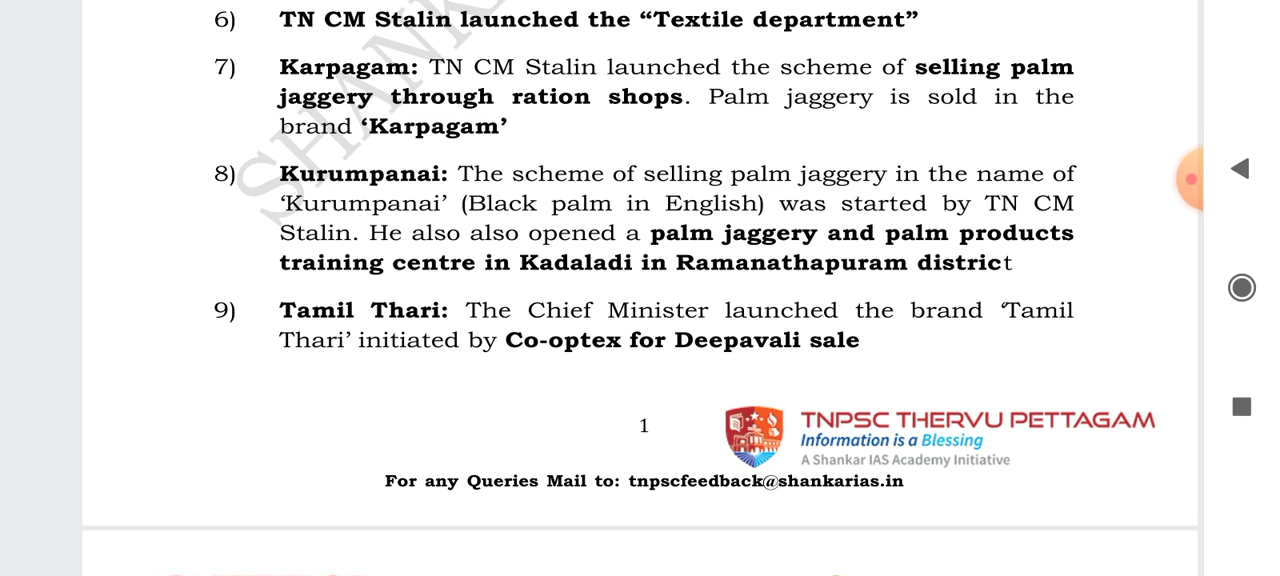 6) TN CM Stalin launched the “Textile department”
7) Karpagam: TN CM Stalin launched the scheme of selling palm
jaggery through ration shops. Palm jaggery is sold in the
brand ‘Karpagam’
8) Kurumpanai: The scheme of selling palm jaggery in the name of
‘Kurumpanai’ (Black palm in English) was started by TN CM
Stalin. He also also opened a palm jaggery and palm products
training centre in Kadaladi in Ramanathapuram district
9) Tamil Thari: The Chief Minister launched the brand ‘Tamil
Thari’ initiated by Co-optex for Deepavali sale
SHANK
1
TNPSC THERVU PETTAGAM
Information is a Blessing
A Shankar IAS Academy Initiative
For any Queries Mail to: tnpscfeedback@shankarias.in